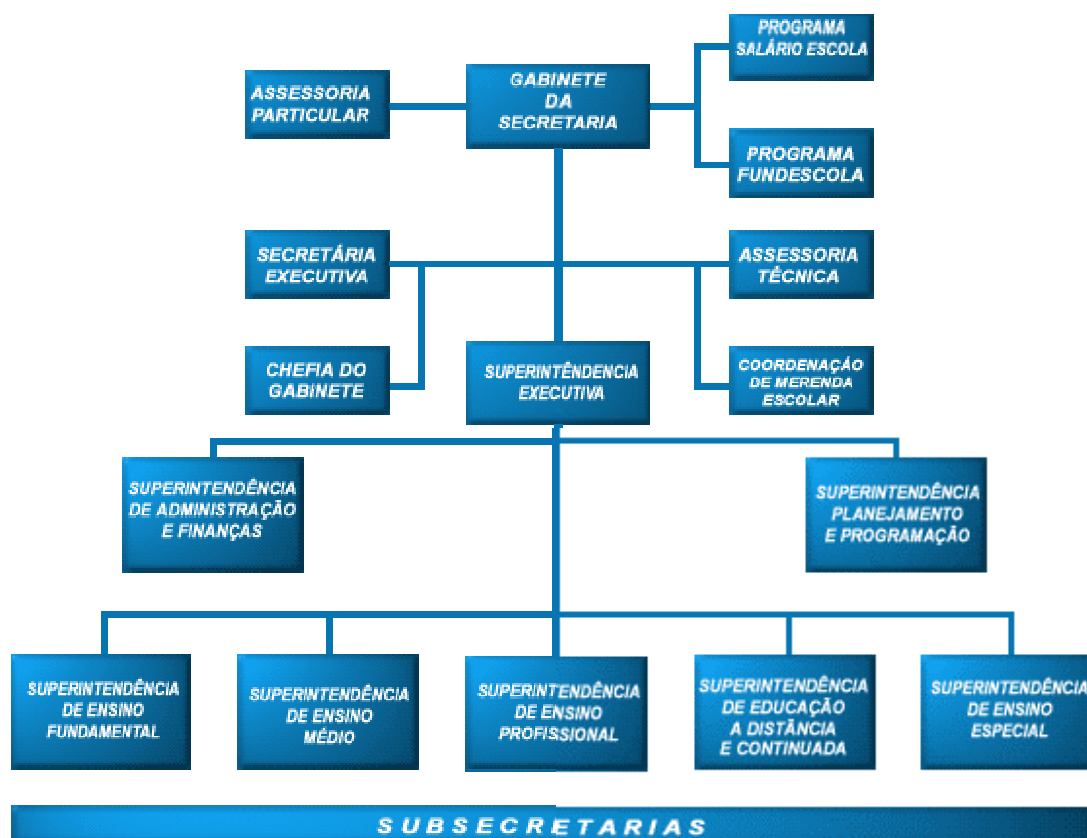 PROGRAMA
SALÁRIO ESCOLA
GABINETE
DA
SECRETARIA
ASSESSORIA
PARTICULAR
PROGRAMA
FUNDESCOLA
SECRETÁRIA
EXECUTIVA
ASSESSORIA
TÉCNICA
CHEFIA DO
GABINETE
SUPERINTÊNDENCIA
EXECUTIVA
COORDENAÇÃO
DE MERENDA
ESCOLAR
SUPERINTENDÊNCIA
DE ADMINISTRAÇÃO
E FINANÇAS
SUPERINTENDÊNCIA
PLANEJAMENTO
E PROGRAMAÇÃO
SUPERINTENDÊNCIA
DE ENSINO
FUNDAMENTAL
SUPERINTENDÊNCIA
DE ENSINO
MÉDIO
SUPERINTENDÊNCIA
DE ENSINO
PROFISSIONAL
SUPERINTENDÊNCIA
DE EDUCAÇÃO
A DISTÂNCIA
E CONTINUADA
SUPERINTENDÊNCIA
DE ENSINO
ESPECIAL
SUBSECRETARIAS